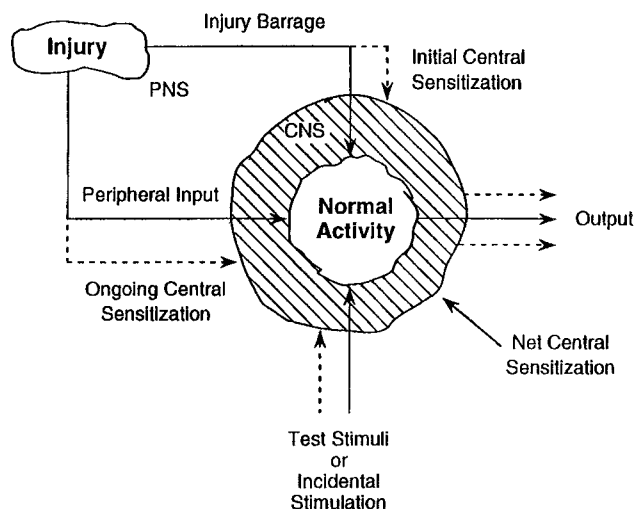 Injury Barrage
Injury
PNS
Initial Central
Sensitization
CNS
Peripheral Input
Normal
Activity
Output
Ongoing Central
Sensitization
Net Central
Sensitization
Test Stimuli
or
Incidental
Stimulation